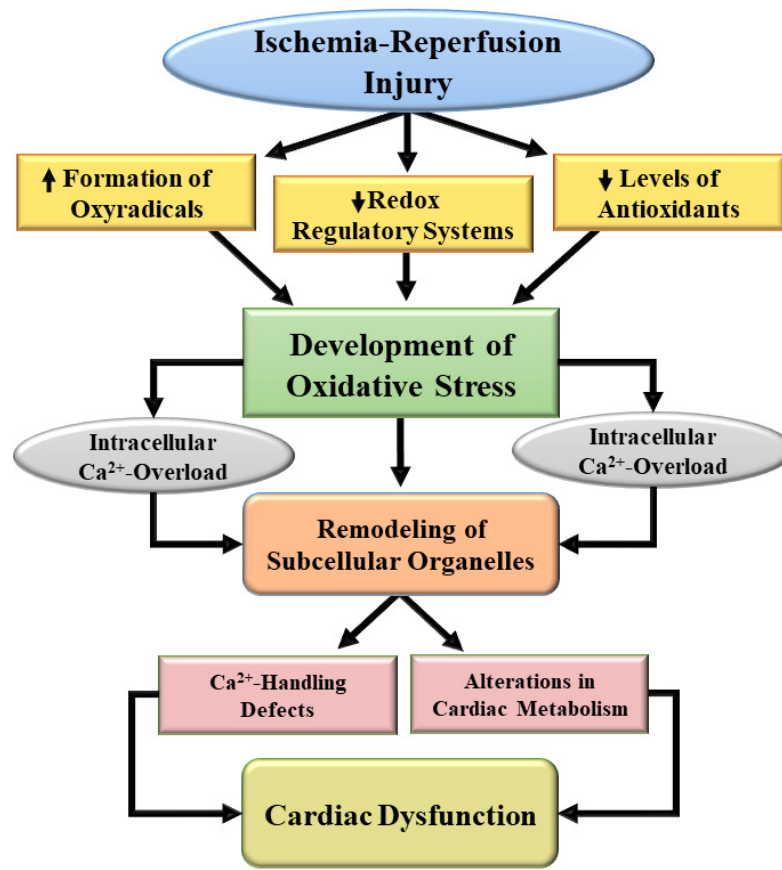 Ischemia-Reperfusion
Injury
⬆ Formation of
Oxyradicals
⬇Redox
Regulatory Systems
⬇ Levels of
Antioxidants
Development of
Oxidative Stress
Intracellular
Ca²⁺-Overload
Intracellular
Ca²⁺-Overload
Remodeling of
Subcellular Organelles
Ca²⁺-Handling
Defects
Alterations in
Cardiac Metabolism
Cardiac Dysfunction